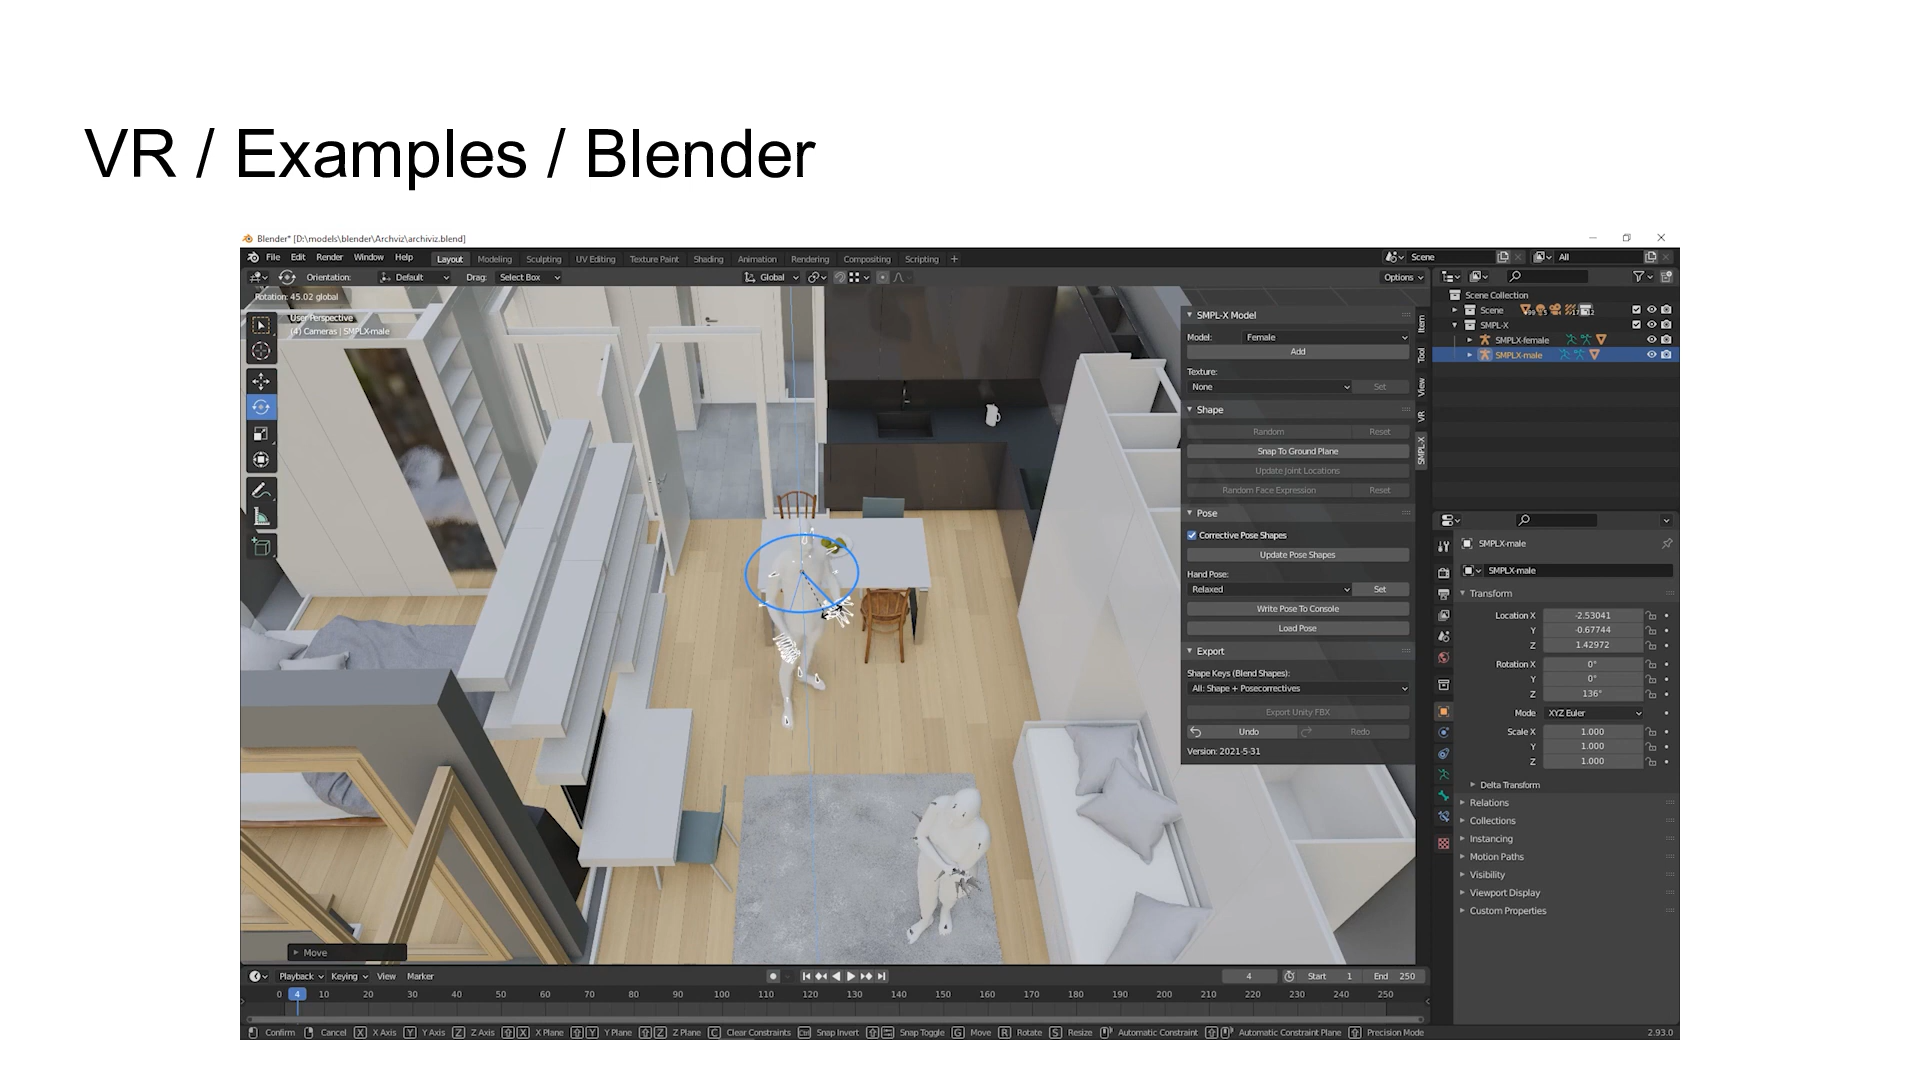 VR / Examples / Blender
Blender* [D:\models\blender\Archviz\archiviz.blend]
File Edit Render Window Help Layout Modeling Sculpting UV Editing Texture Paint Shading Animation Rendering Compositing Scripting + Scene All
Orientation: Default Drag: Select Box Global Options
Rotation: 45.02 global
User Perspective
(4) Cameras | SMPLX-male
SMPL-X Model
Model: Female
Add
Texture:
None Set
Shape
Random Reset
Snap To Ground Plane
Update Joint Locations
Random Face Expression Reset
Pose
Corrective Pose Shapes
Update Pose Shapes
Hand Pose:
Relaxed Set
Write Pose To Console
Load Pose
Export
Shape Keys (Blend Shapes):
All: Shape + Posecorrectives
Export Unity FBX
Undo Redo
Version: 2021-5-31
Item
Tool
View
VR
SMPL-X
Scene Collection
Scene
SMPL-X
SMPLX-female
SMPLX-male
SMPLX-male
SMPLX-male
Transform
Location X -2.53041
Y -0.67744
Z 1.42972
Rotation X 0°
Y 0°
Z 136°
Mode XYZ Euler
Scale X 1.000
Y 1.000
Z 1.000
Delta Transform
Relations
Collections
Instancing
Motion Paths
Visibility
Viewport Display
Custom Properties
Move
Playback Keying View Marker 4 Start 1 End 250
0 4 10 20 30 40 50 60 70 80 90 100 110 120 130 140 150 160 170 180 190 200 210 220 230 240 250
Confirm Cancel X X Axis Y Y Axis Z Z Axis X X Plane Y Y Plane Z Z Plane C Clear Constraints Ctrl Snap Invert Snap Toggle G Move R Rotate S Resize Automatic Constraint Automatic Constraint Plane Precision Mode 2.93.0